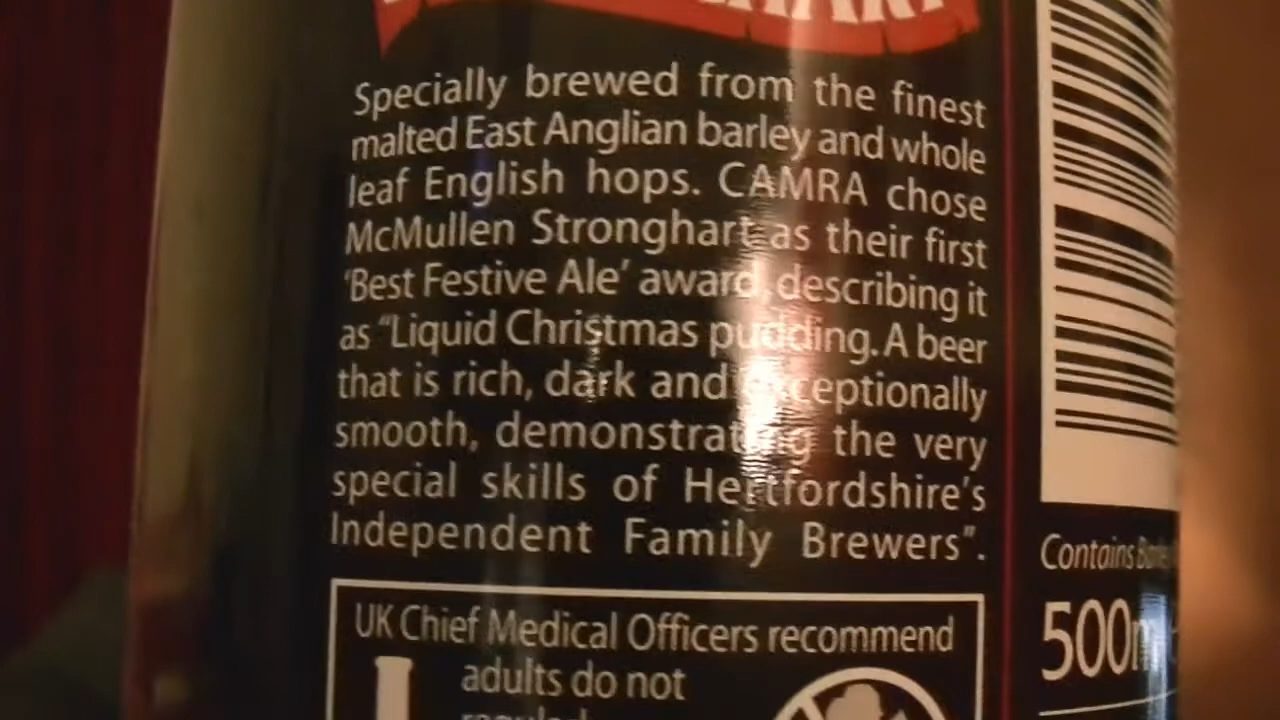 Specially brewed from the finest
malted East Anglian barley and whole
leaf English hops. CAMRA chose
McMullen Stronghart as their first
'Best Festive Ale' award, describing it
as “Liquid Christmas pudding. A beer
that is rich, dark and exceptionally
smooth, demonstrating the very
special skills of Hertfordshire's
Independent Family Brewers”.
UK Chief Medical Officers recommend
adults do not
Contains
500m